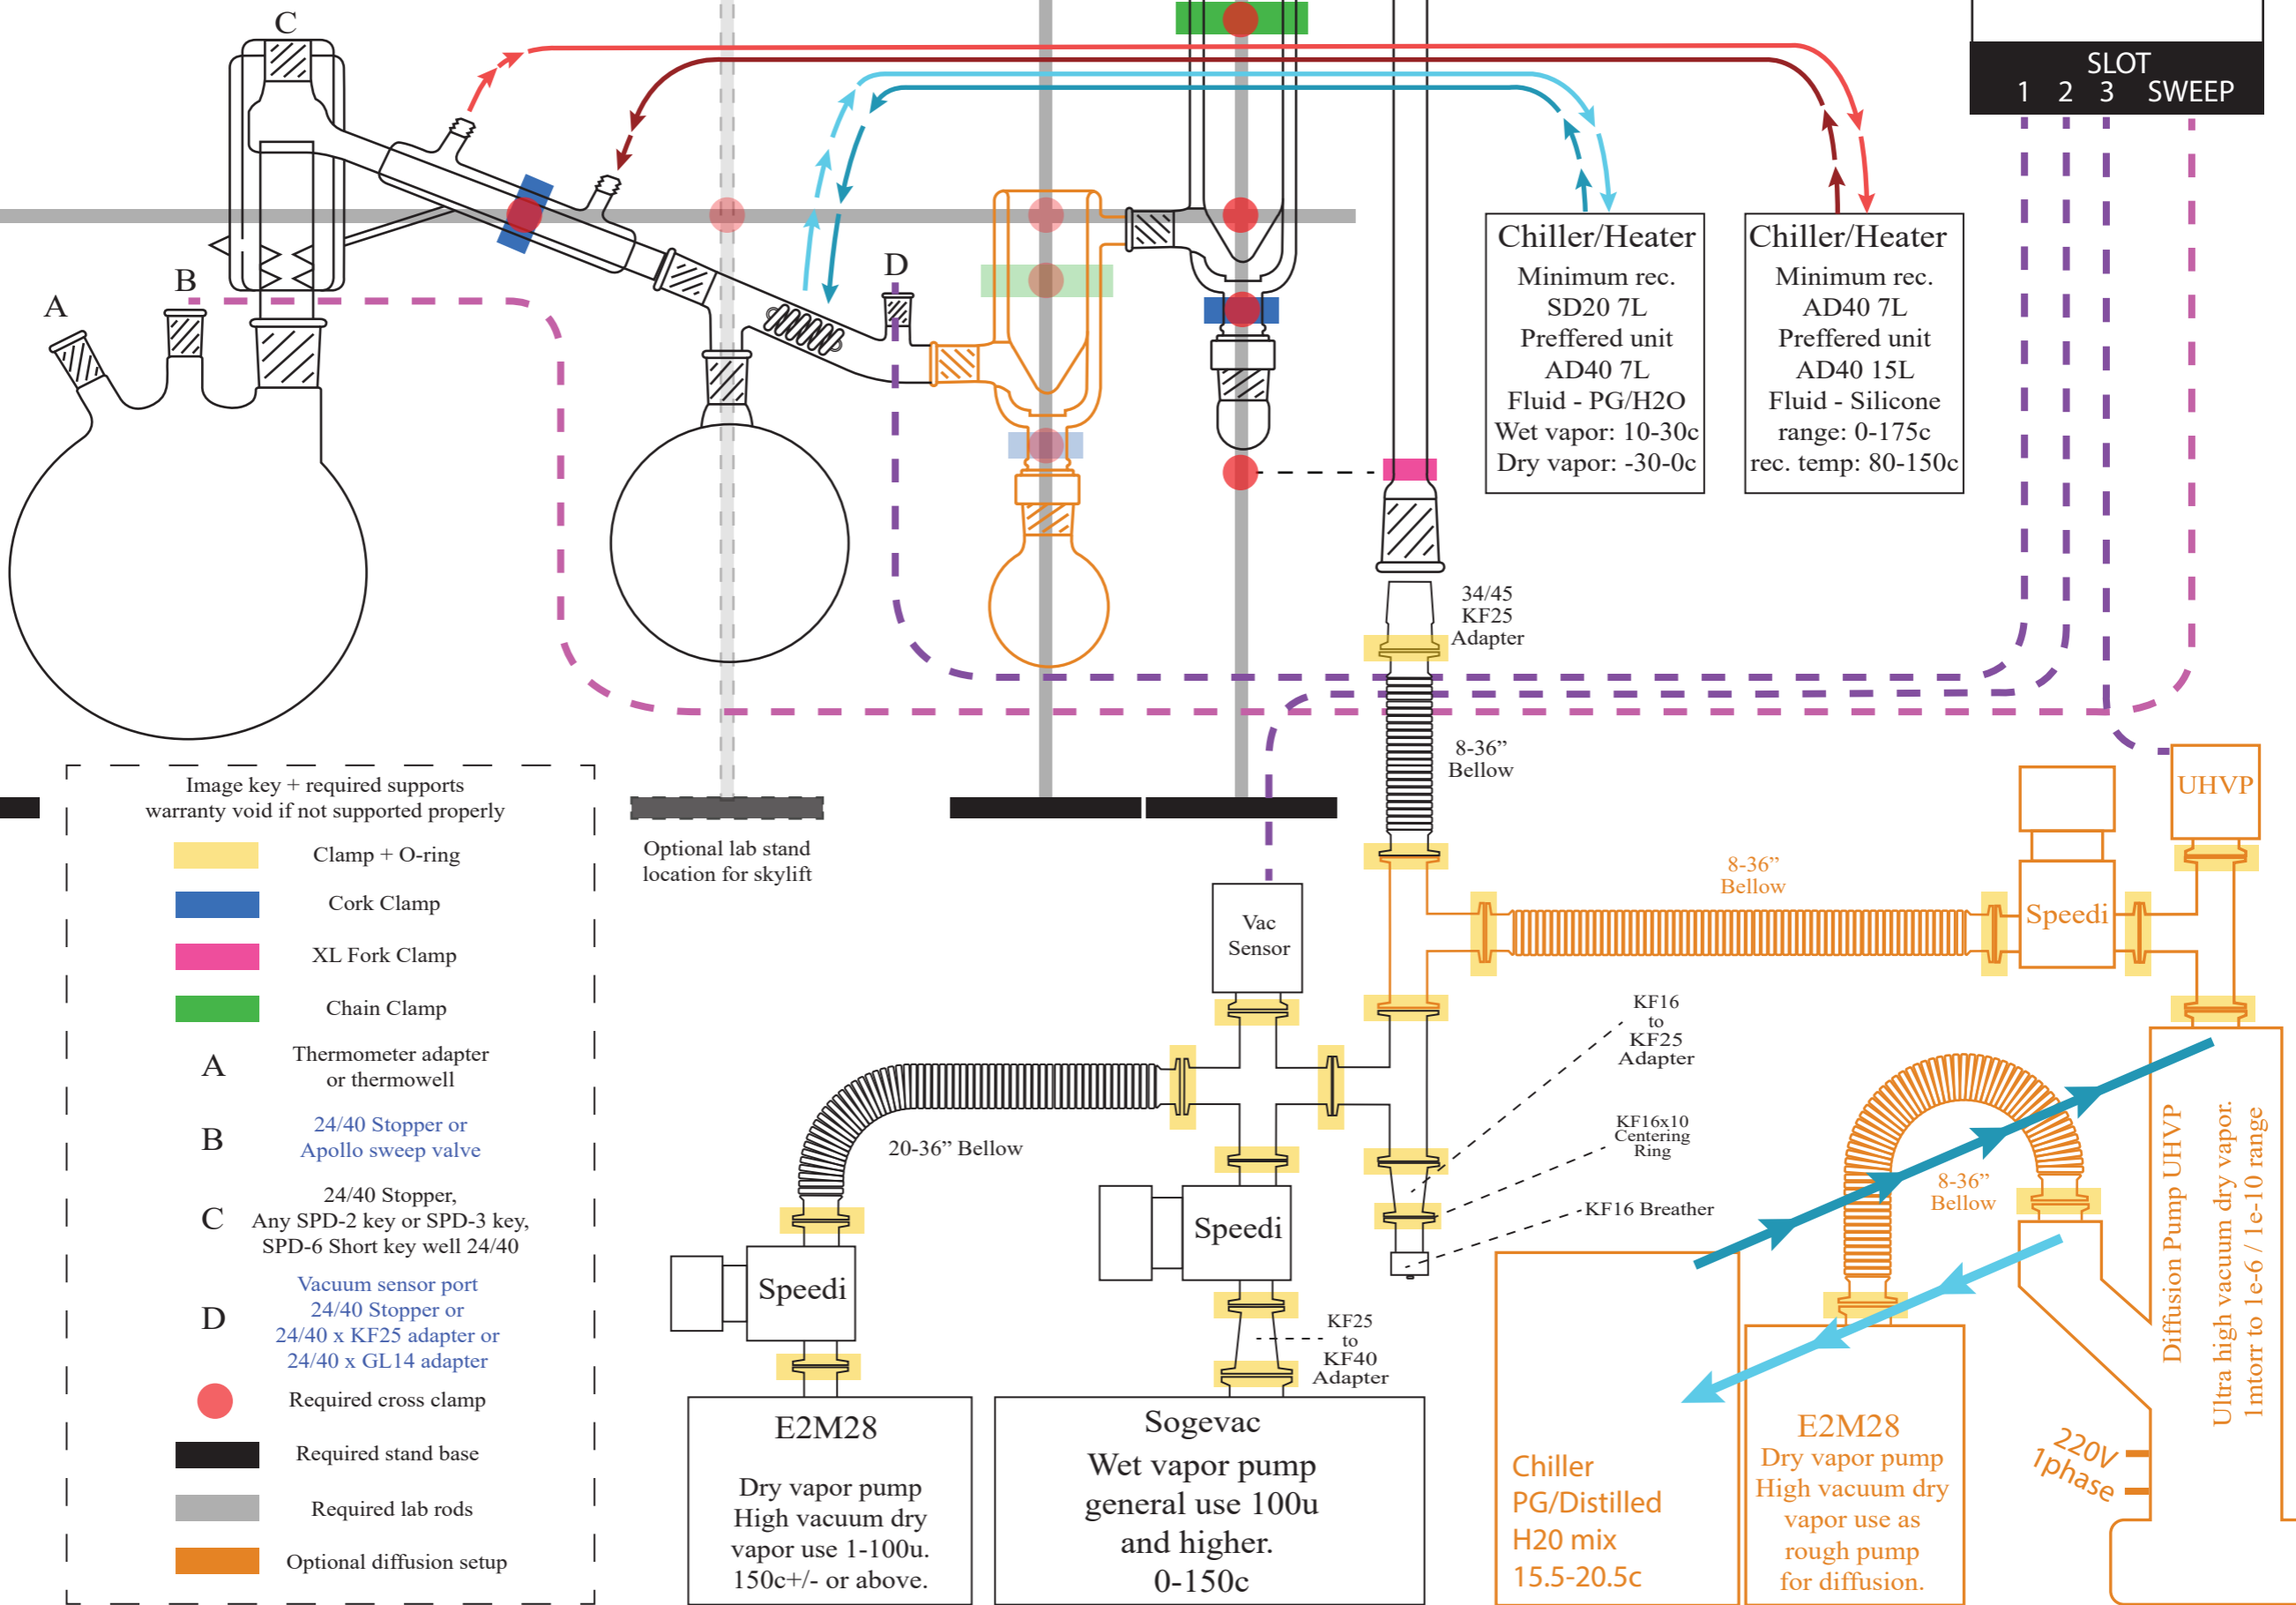 C
SLOT
1 2 3 SWEEP
B
A
D
Chiller/Heater
Minimum rec.
SD20 7L
Preffered unit
AD40 7L
Fluid - PG/H2O
Wet vapor: 10-30c
Dry vapor: -30-0c
Chiller/Heater
Minimum rec.
AD40 7L
Preffered unit
AD40 15L
Fluid - Silicone
range: 0-175c
rec. temp: 80-150c
34/45
KF25
Adapter
8-36”
Bellow
Optional lab stand
location for skylift
Image key + required supports
warranty void if not supported properly
Clamp + O-ring
Cork Clamp
XL Fork Clamp
Chain Clamp
A
Thermometer adapter
or thermowell
B
24/40 Stopper or
Apollo sweep valve
C
24/40 Stopper,
Any SPD-2 key or SPD-3 key,
SPD-6 Short key well 24/40
D
Vacuum sensor port
24/40 Stopper or
24/40 x KF25 adapter or
24/40 x GL14 adapter
Required cross clamp
Required stand base
Required lab rods
Optional diffusion setup
Vac
Sensor
8-36”
Bellow
Speedi
UHVP
KF16
to
KF25
Adapter
KF16x10
Centering
Ring
KF16 Breather
20-36” Bellow
Speedi
Speedi
KF25
to
KF40
Adapter
E2M28
Dry vapor pump
High vacuum dry
vapor use 1-100u.
150c+/- or above.
Sogevac
Wet vapor pump
general use 100u
and higher.
0-150c
Chiller
PG/Distilled
H20 mix
15.5-20.5c
8-36”
Bellow
E2M28
Dry vapor pump
High vacuum dry
vapor use as
rough pump
for diffusion.
220V
1phase
Diffusion Pump UHVP
Ultra high vacuum dry vapor.
1mtorr to 1e-6 / 1e-10 range